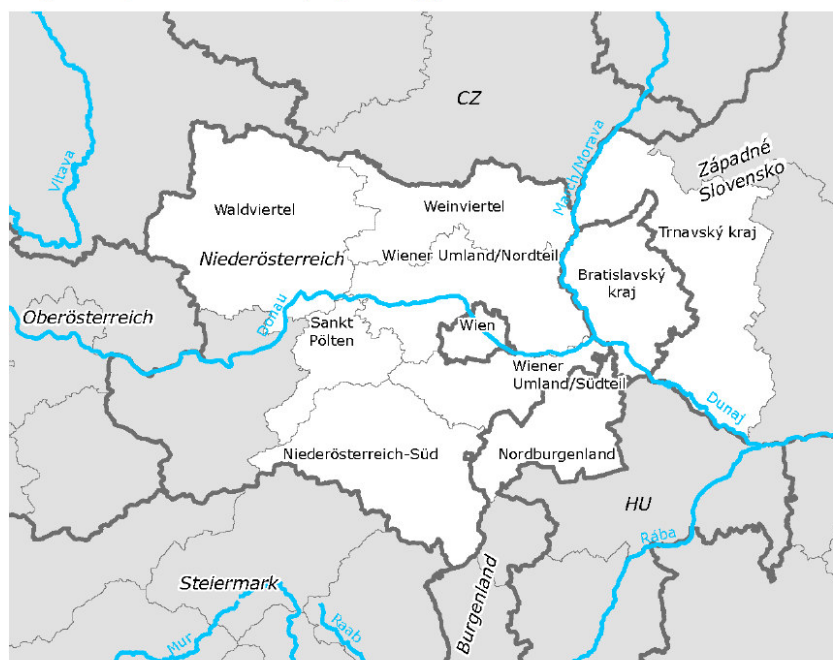 CZ
Vltava
March/Morava
Západné
Slovensko
Waldviertel
Weinviertel
Trnavský kraj
Niederösterreich
Wiener Umland/Nordteil
Bratislavský
kraj
Oberösterreich
Donau
Sankt
Pölten
Wien
Wiener
Umland/Südteil
Dunaj
Niederösterreich-Süd
Nordburgenland
HU
Rába
Steiermark
Burgenland
Mur
Raab